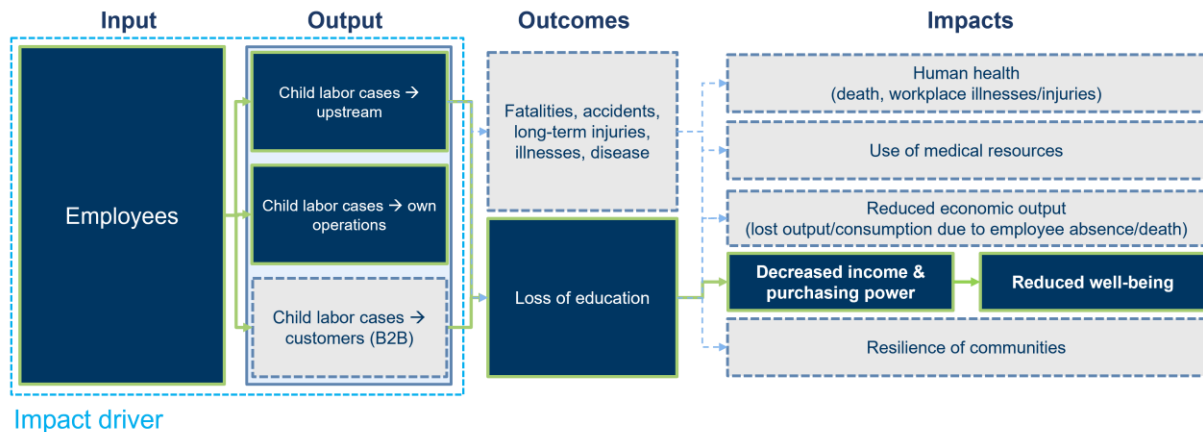 Input
Output
Outcomes
Impacts
Employees
Child labor cases →
upstream
Child labor cases → own
operations
Child labor cases →
customers (B2B)
Fatalities, accidents,
long-term injuries,
illnesses, disease
Loss of education
Human health
(death, workplace illnesses/injuries)
Use of medical resources
Reduced economic output
(lost output/consumption due to employee absence/death)
Decreased income &
purchasing power
Reduced well-being
Resilience of communities
Impact driver